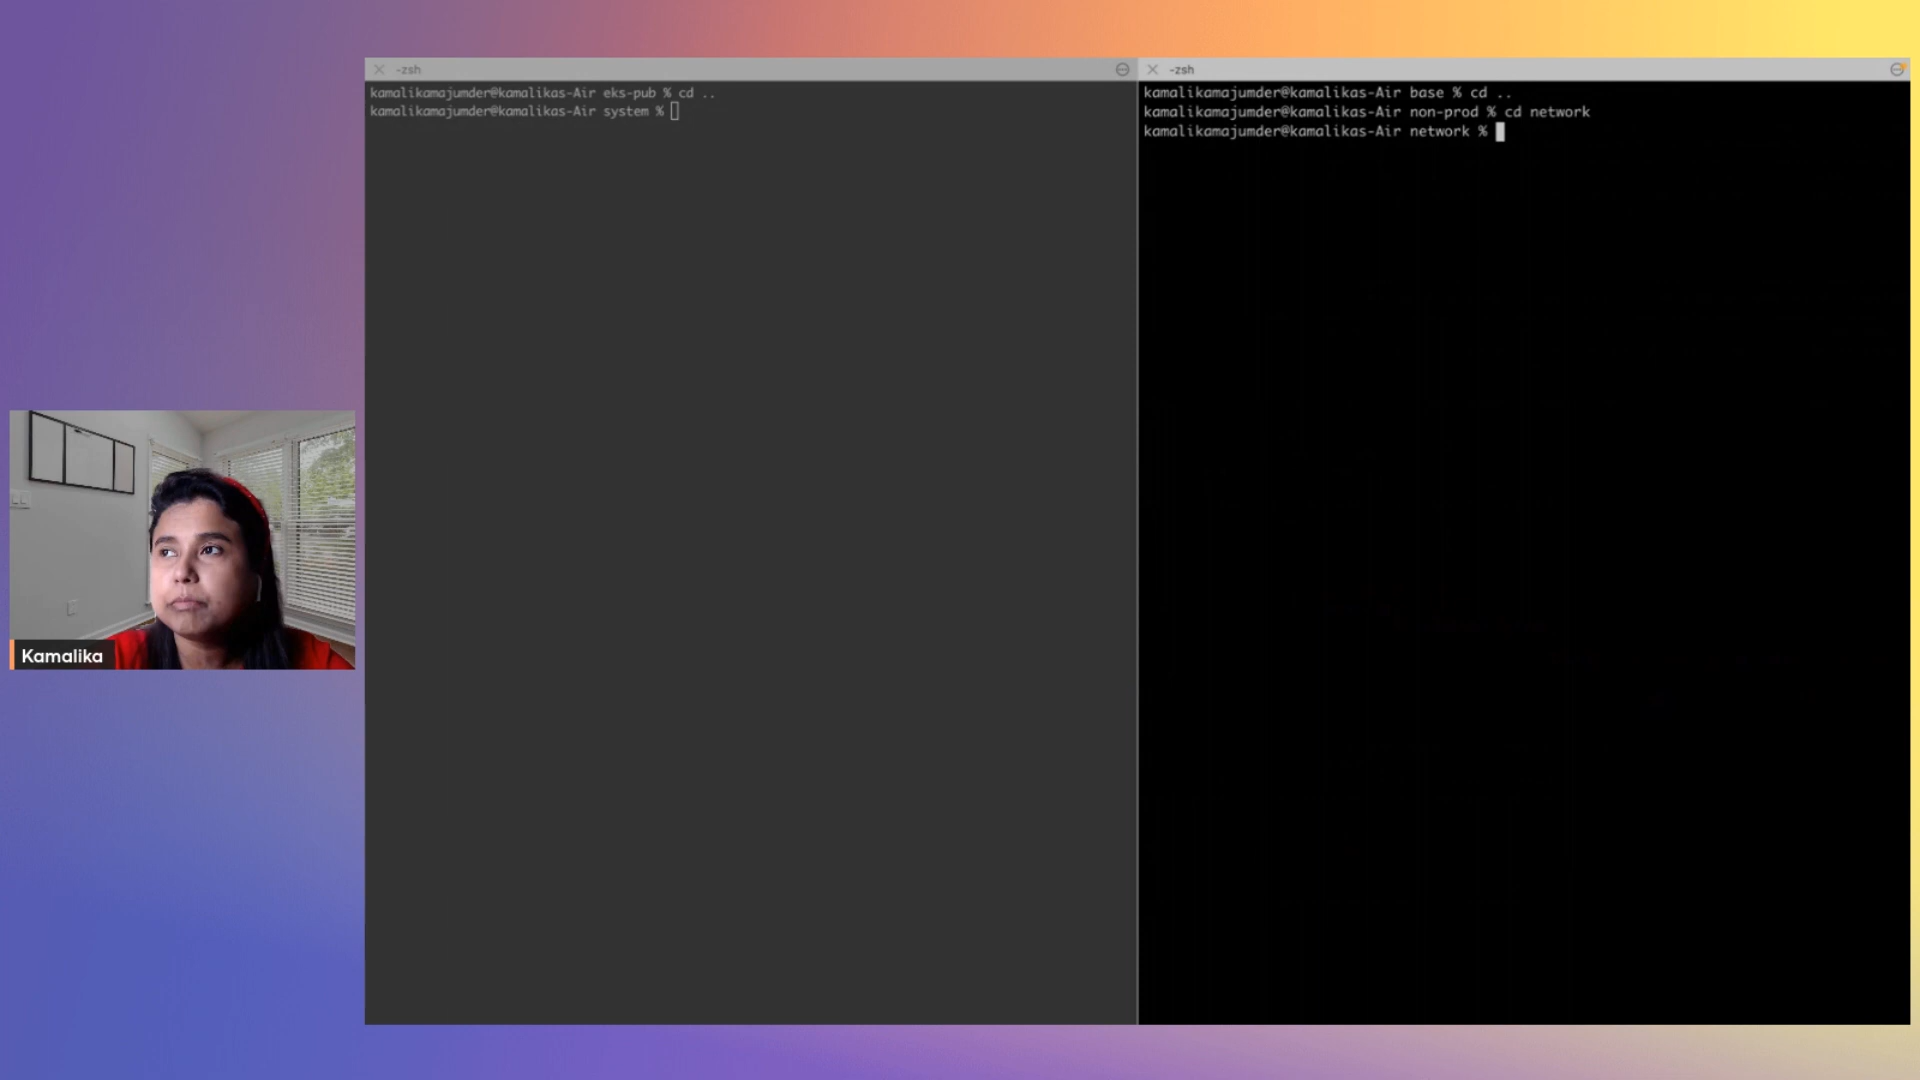 -zsh
kamalikamajumder@kamalikas-Air eks-pub % cd ..
kamalikamajumder@kamalikas-Air system %
-zsh
kamalikamajumder@kamalikas-Air base % cd ..
kamalikamajumder@kamalikas-Air non-prod % cd network
kamalikamajumder@kamalikas-Air network %
Kamalika